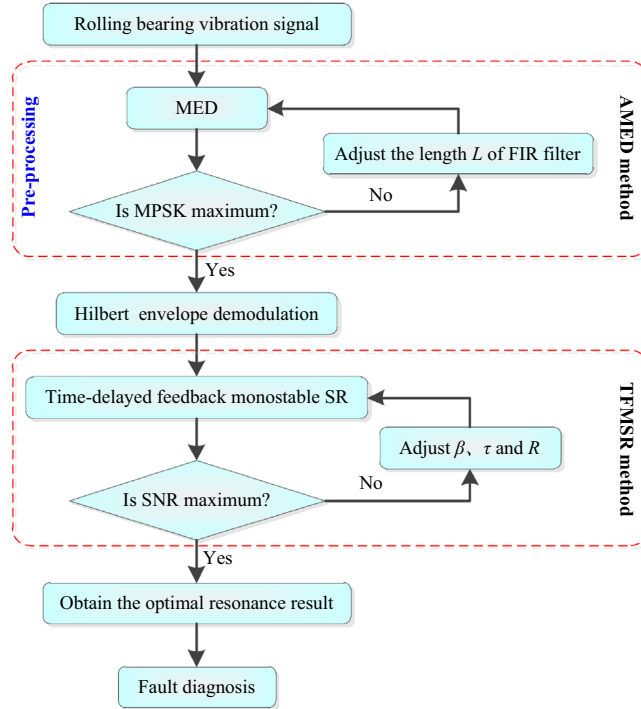 Rolling bearing vibration signal
Pre-processing
AMED method
MED
Adjust the length L of FIR filter
Is MPSK maximum?
No
Yes
Hilbert envelope demodulation
TFMSR method
Time-delayed feedback monostable SR
Adjust β、τ and R
Is SNR maximum?
No
Yes
Obtain the optimal resonance result
Fault diagnosis